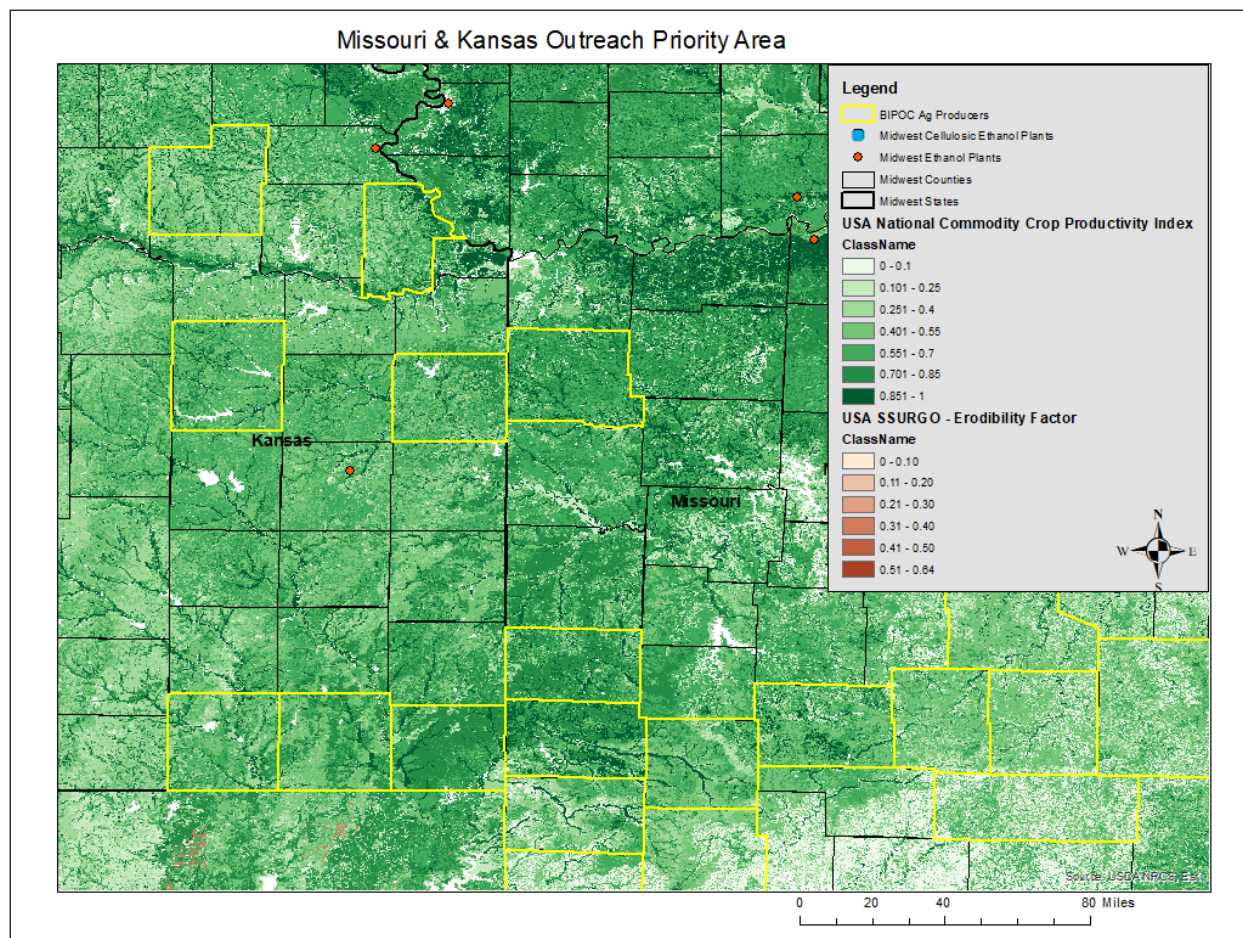 Missouri & Kansas Outreach Priority Area
Legend
BIPOC Ag Producers
Midwest Cellulosic Ethanol Plants
Midwest Ethanol Plants
Midwest Counties
Midwest States
USA National Commodity Crop Productivity Index
ClassName
0 - 0.1
0.101 - 0.25
0.251 - 0.4
0.401 - 0.55
0.551 - 0.7
0.701 - 0.85
0.851 - 1
USA SSURGO - Erodibility Factor
ClassName
0 - 0.10
0.11 - 0.20
0.21 - 0.30
0.31 - 0.40
0.41 - 0.50
0.51 - 0.64
N
W E
S
Kansas
Missouri
Source: USDA NRCS, Esri
0 20 40 80 Miles